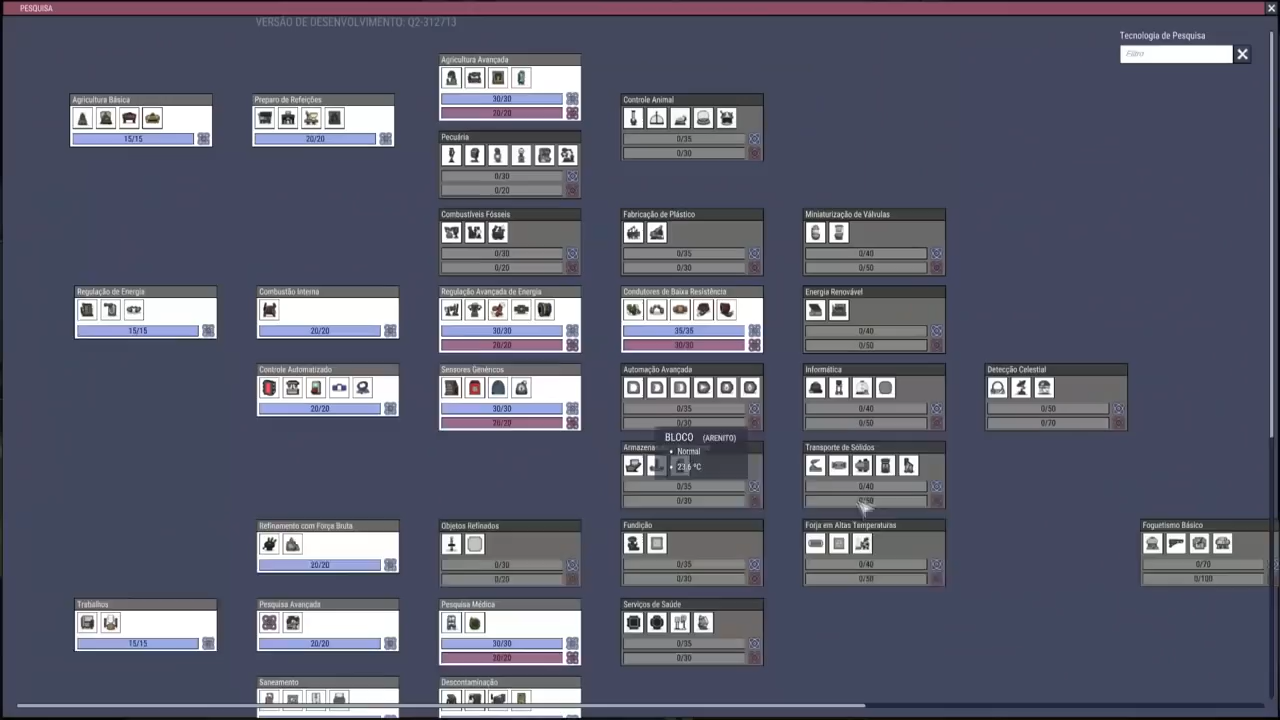 PESQUISA
VERSÃO DE DESENVOLVIMENTO: Q2-312713
Tecnologia de Pesquisa
Filtro
Agricultura Avançada
30/30
20/20
Agricultura Básica
15/15
Preparo de Refeições
20/20
Controle Animal
0/35
0/30
Pecuária
0/30
0/20
Combustíveis Fósseis
0/30
0/20
Fabricação de Plástico
0/35
0/30
Miniaturização de Válvulas
0/40
0/50
Regulação de Energia
15/15
Combustão Interna
20/20
Regulação Avançada de Energia
30/30
20/20
Condutores de Baixa Resistência
35/35
30/30
Energia Renovável
0/40
0/50
Controle Automatizado
20/20
Sensores Genéricos
30/30
20/20
Automação Avançada
0/35
0/30
Informática
0/40
0/50
Detecção Celestial
0/50
0/70
BLOCO (ARENITO)
• Normal
• 23.6 ºC
Armazena
0/35
0/30
Transporte de Sólidos
0/40
0/50
Refinamento com Força Bruta
20/20
Objetos Refinados
0/30
0/20
Fundição
0/35
0/30
Forja em Altas Temperaturas
0/40
0/50
Foguetismo Básico
0/70
0/100
Trabalhos
15/15
Pesquisa Avançada
20/20
Pesquisa Médica
30/30
20/20
Serviços de Saúde
0/35
0/30
Saneamento
Descontaminação